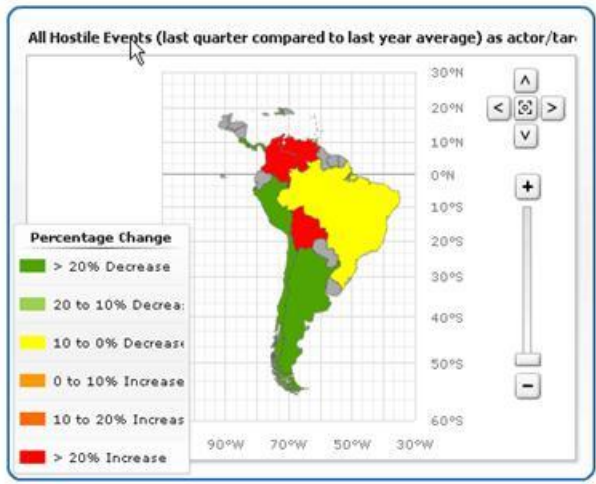 All Hostile Events (last quarter compared to last year average) as actor/tar
30°N
20°N
10°N
0°N
10°S
20°S
30°S
40°S
50°S
60°S
90°W 70°W 50°W 30°W
Percentage Change
> 20% Decrease
20 to 10% Decrea
10 to 0% Decrease
0 to 10% Increase
10 to 20% Increas
> 20% Increase